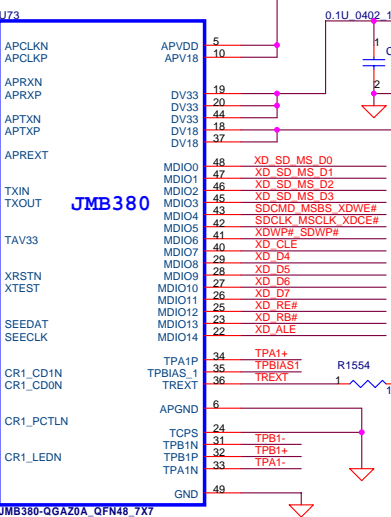 U73
0.1U_0402_1
APCLKN APVDD 5
APCLKP APV18 10
1
C
APRXN
APRXP DV33 19
DV33 20
2
APTXN DV33 44
APTXP DV18 18
DV18 37
APREXT
MDIO0 48 XD_SD_MS_D0
MDIO1 47 XD_SD_MS_D1
TXIN MDIO2 46 XD_SD_MS_D2
TXOUT MDIO3 45 XD_SD_MS_D3
JMB380
MDIO4 43 SDCMD_MSBS_XDWE#
MDIO5 42 SDCLK_MSCLK_XDCE#
TAV33 MDIO6 41 XDWP#_SDWP#
MDIO7 40 XD_CLE
MDIO8 29 XD_D4
XRSTN MDIO9 28 XD_D5
XTEST MDIO10 27 XD_D6
MDIO11 26 XD_D7
MDIO12 25 XD_RE#
SEEDAT MDIO13 23 XD_RB#
SEECLK MDIO14 22 XD_ALE
TPA1P 34 TPA1+
CR1_CD1N TPBIAS_1 35 TPBIAS1
R1554
CR1_CD0N TREXT 36 TREXT 1
1
APGND 6
CR1_PCTLN
TCPS 24
TPB1N 31 TPB1-
CR1_LEDN TPB1P 32 TPB1+
TPA1N 33 TPA1-
GND 49
JMB380-QGAZ0A_QFN48_7X7